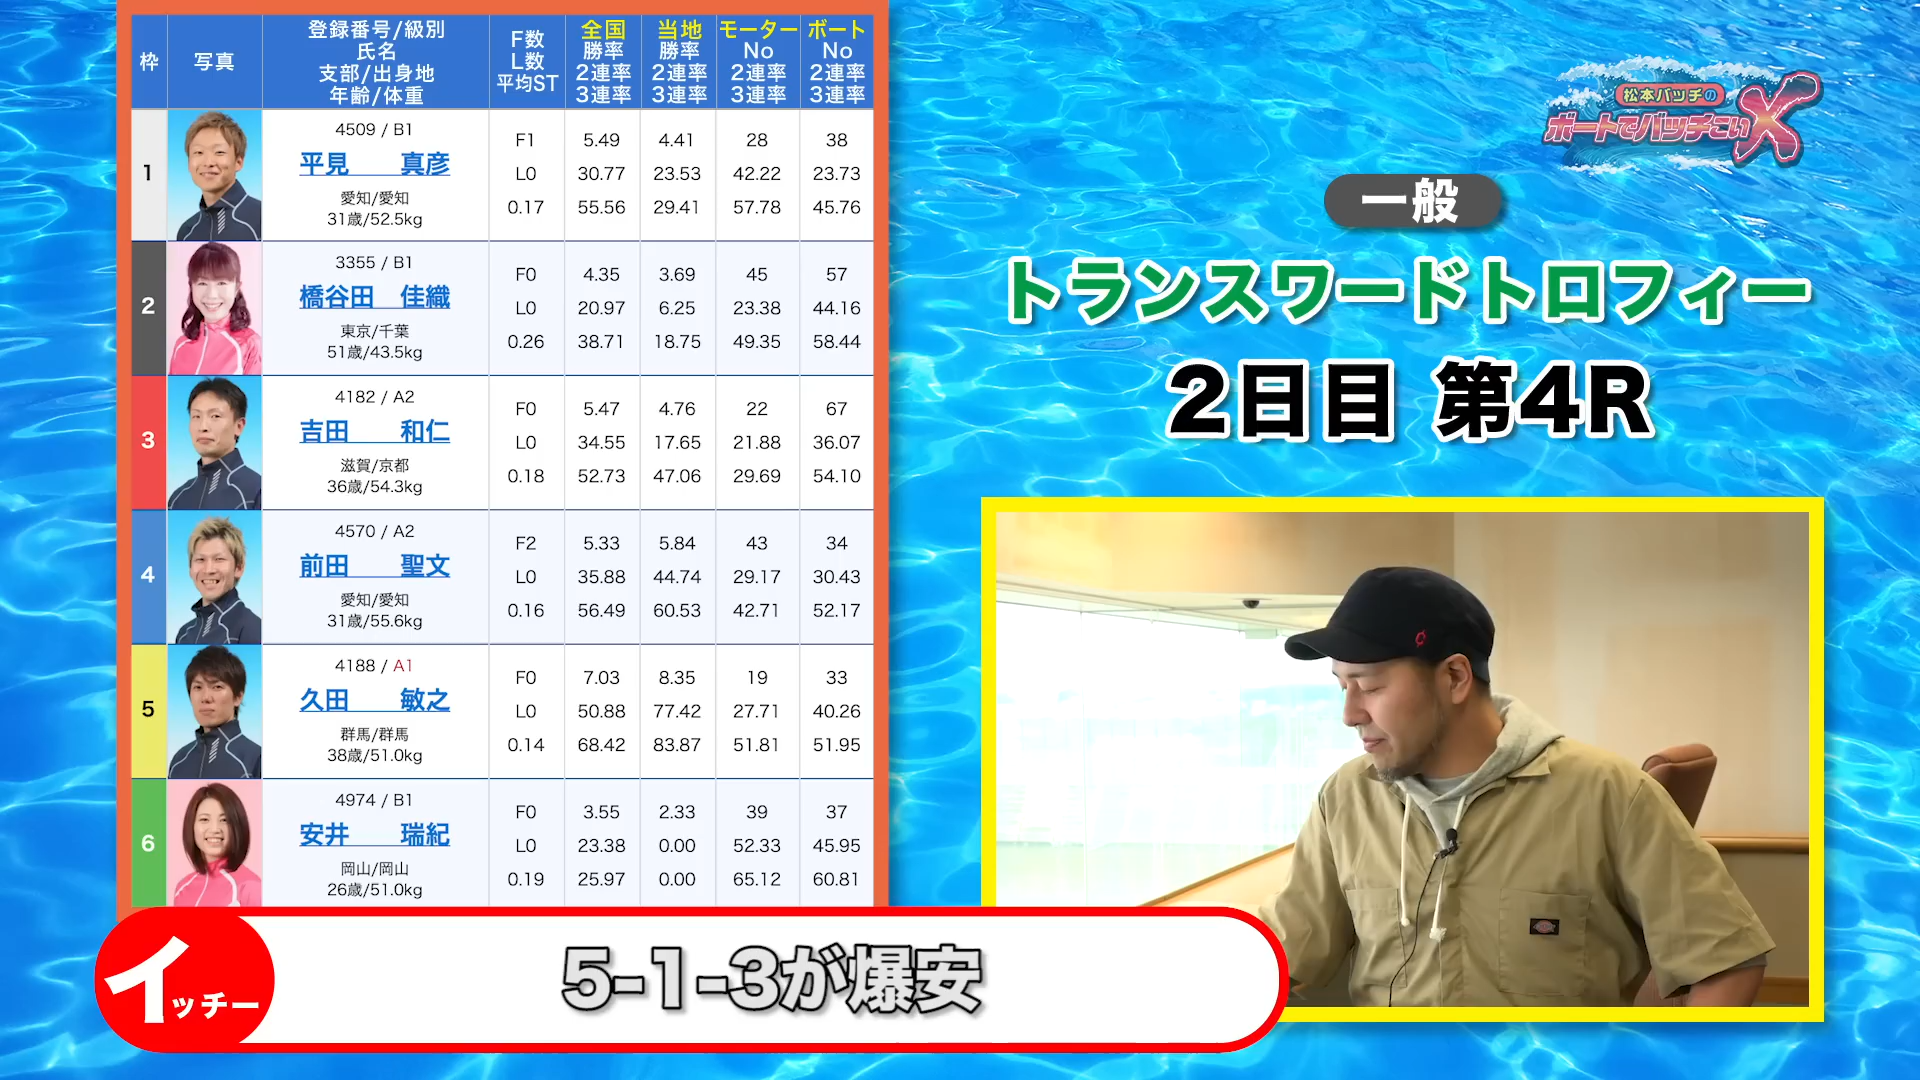 枠
写真
登録番号/級別
氏名
支部/出身地
年齢/体重
F数
L数
平均ST
全国
勝率
2連率
3連率
当地
勝率
2連率
3連率
モーター
No
2連率
3連率
ボート
No
2連率
3連率
1
4509 / B1
平見 真彦
愛知/愛知
31歳/52.5kg
F1 5.49 4.41 28 38
L0 30.77 23.53 42.22 23.73
0.17 55.56 29.41 57.78 45.76
2
3355 / B1
橋谷田 佳織
東京/千葉
51歳/43.5kg
F0 4.35 3.69 45 57
L0 20.97 6.25 23.38 44.16
0.26 38.71 18.75 49.35 58.44
3
4182 / A2
吉田 和仁
滋賀/京都
36歳/54.3kg
F0 5.47 4.76 22 67
L0 34.55 17.65 21.88 36.07
0.18 52.73 47.06 29.69 54.10
4
4570 / A2
前田 聖文
愛知/愛知
31歳/55.6kg
F2 5.33 5.84 43 34
L0 35.88 44.74 29.17 30.43
0.16 56.49 60.53 42.71 52.17
5
4188 / A1
久田 敏之
群馬/群馬
38歳/51.0kg
F0 7.03 8.35 19 33
L0 50.88 77.42 27.71 40.26
0.14 68.42 83.87 51.81 51.95
6
4974 / B1
安井 瑞紀
岡山/岡山
26歳/51.0kg
F0 3.55 2.33 39 37
L0 23.38 0.00 52.33 45.95
0.19 25.97 0.00 65.12 60.81
松本バッチの
ボートでバッチこいX
一般
トランスワードトロフィー
2日目 第4R
イッチー
5-1-3が爆安